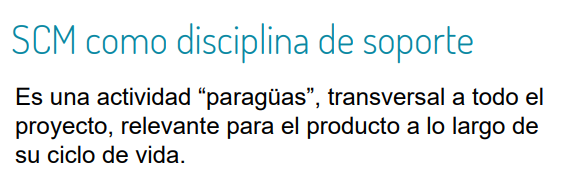 SCM como disciplina de soporte
Es una actividad “paragüas”, transversal a todo el
proyecto, relevante para el producto a lo largo de
su ciclo de vida.